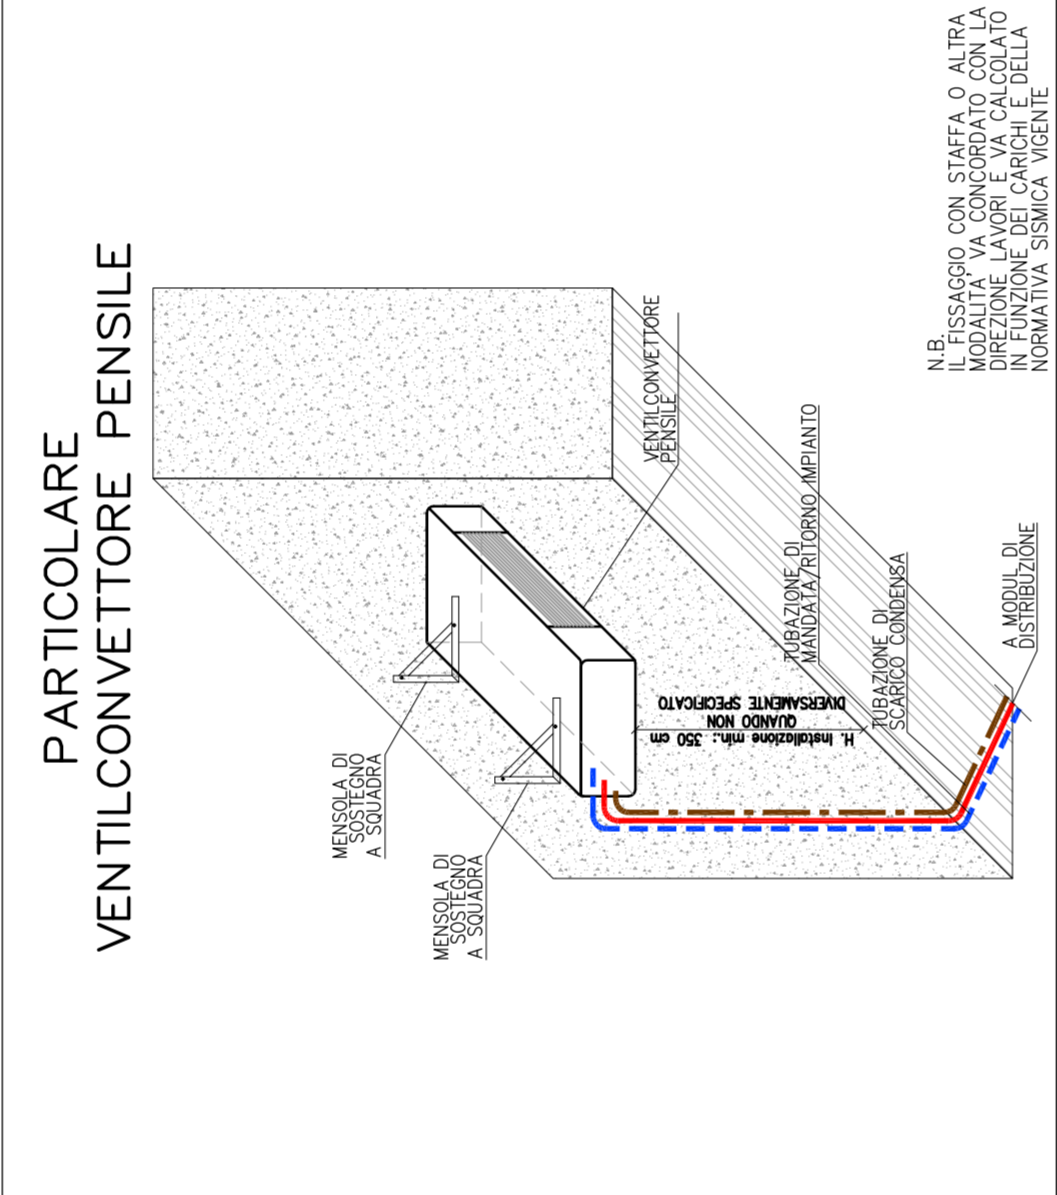 PARTICOLARE
VENTILCONVETTORE PENSILE
MENSOLA DI
SOSTEGNO
A SQUADRA
MENSOLA DI
SOSTEGNO
A SQUADRA
VENTILCONVETTORE
PENSILE
H. Installazione min.: 350 cm
QUANDO NON
DIVERSAMENTE SPECIFICATO
TUBAZIONE DI
MANDATA/RITORNO IMPIANTO
TUBAZIONE DI
SCARICO CONDENSA
A MODUL DI
DISTRIBUZIONE
N.B.
IL FISSAGGIO CON STAFFA O ALTRA
MODALITA' VA CONCORDATO CON LA
DIREZIONE LAVORI E VA CALCOLATO
IN FUNZIONE DEI CARICHI E DELLA
NORMATIVA SISMICA VIGENTE